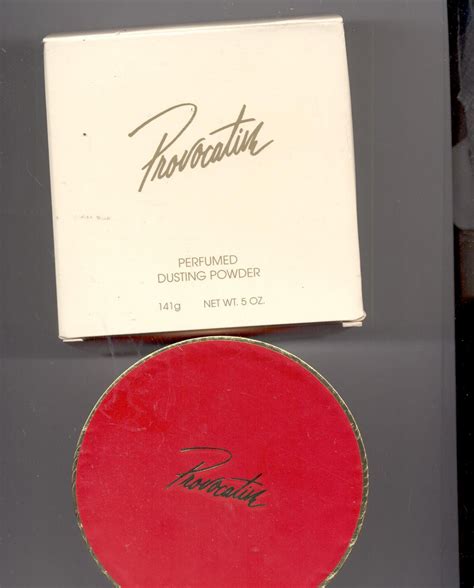 Provocative
PERFUMED
DUSTING POWDER
141g NET WT. 5 OZ.
Provocative